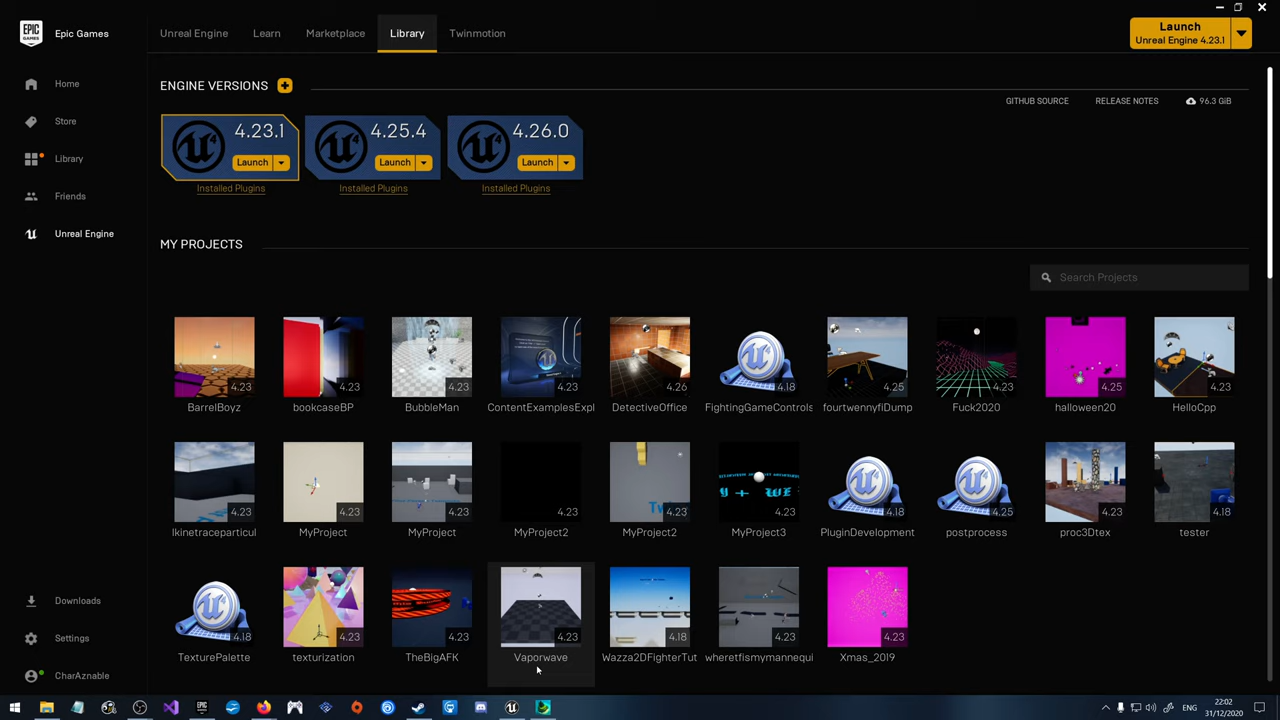 EPIC GAMES
Epic Games
Unreal Engine
Learn
Marketplace
Library
Twinmotion
Launch
Unreal Engine 4.23.1
Home
Store
Library
Friends
Unreal Engine
ENGINE VERSIONS
GITHUB SOURCE
RELEASE NOTES
96.3 GiB
4.23.1
Launch
Installed Plugins
4.25.4
Launch
Installed Plugins
4.26.0
Launch
Installed Plugins
MY PROJECTS
Search Projects
4.23
4.23
4.23
4.23
4.26
4.18
4.25
4.23
4.25
4.23
BarrelBoyz
bookcaseBP
BubbleMan
ContentExamplesExpl
DetectiveOffice
FightingGameControls
fourtwennyfiDump
Fuck2020
halloween20
HelloCpp
4.23
4.23
4.23
4.23
4.23
4.23
4.18
4.25
4.23
4.18
Ikinetraceparticul
MyProject
MyProject
MyProject2
MyProject2
MyProject3
PluginDevelopment
postprocess
proc3Dtex
tester
4.18
4.23
4.23
4.23
4.18
4.23
4.23
TexturePalette
texturization
TheBigAFK
Vaporwave
Wazza2DFighterTut
wheretfismymannequi
Xmas_2019
Downloads
Settings
CharAznable
ENG
22:02
31/12/2020